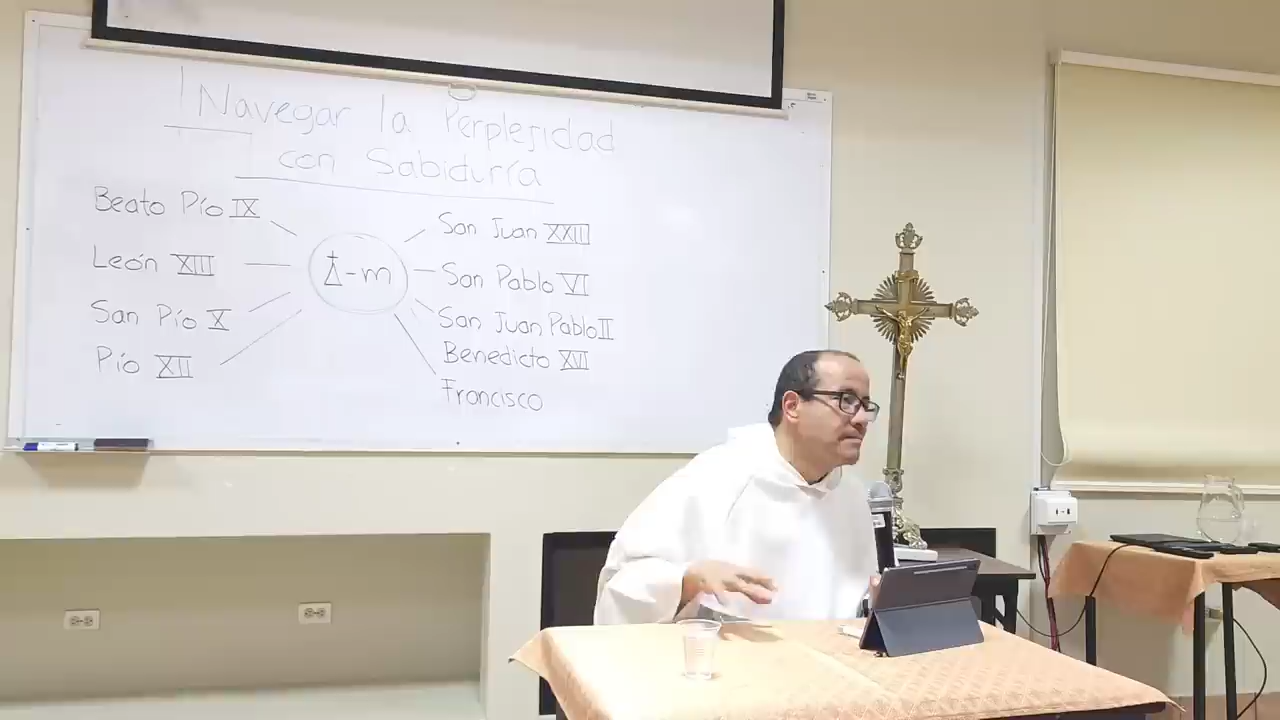 Navegar la Perplejidad
con Sabiduría
Beato Pío IX
León XIII
San Pío X
Pío XII
I-m
San Juan XXIII
San Pablo VI
San Juan Pablo II
Benedicto XVI
Francisco